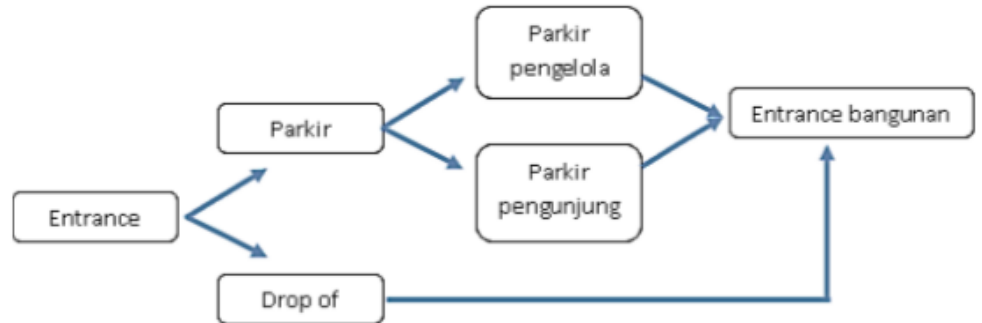 Parkir
pengelola
Entrance bangunan
Parkir
Parkir
pengunjung
Entrance
Drop of